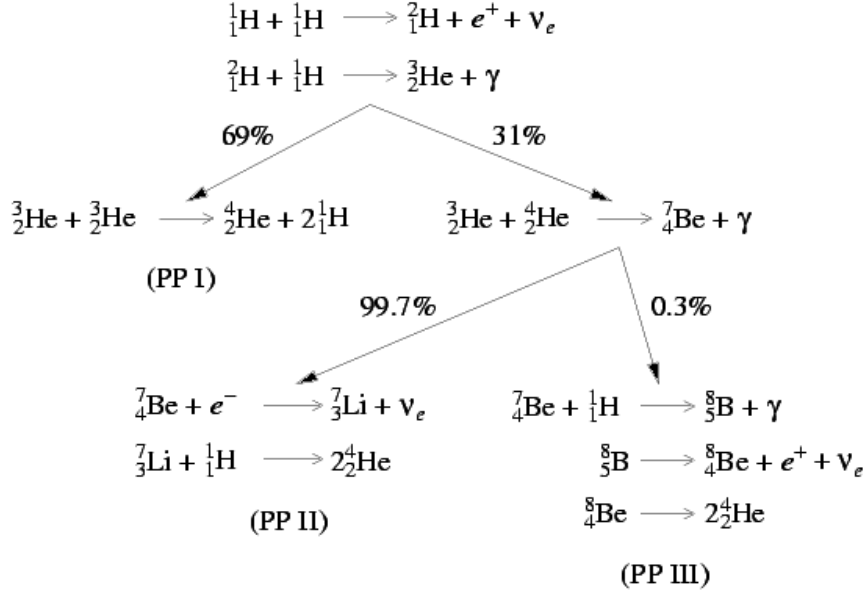 ¹₁H + ¹₁H ⟶ ²₁H + e⁺ + νₑ
²₁H + ¹₁H ⟶ ³₂He + γ
69% 31%
³₂He + ³₂He ⟶ ⁴₂He + 2¹₁H
³₂He + ⁴₂He ⟶ ⁷₄Be + γ
(PP I)
99.7% 0.3%
⁷₄Be + e⁻ ⟶ ⁷₃Li + νₑ
⁷₃Li + ¹₁H ⟶ 2⁴₂He
(PP II)
⁷₄Be + ¹₁H ⟶ ⁸₅B + γ
⁸₅B ⟶ ⁸₄Be + e⁺ + νₑ
⁸₄Be ⟶ 2⁴₂He
(PP III)